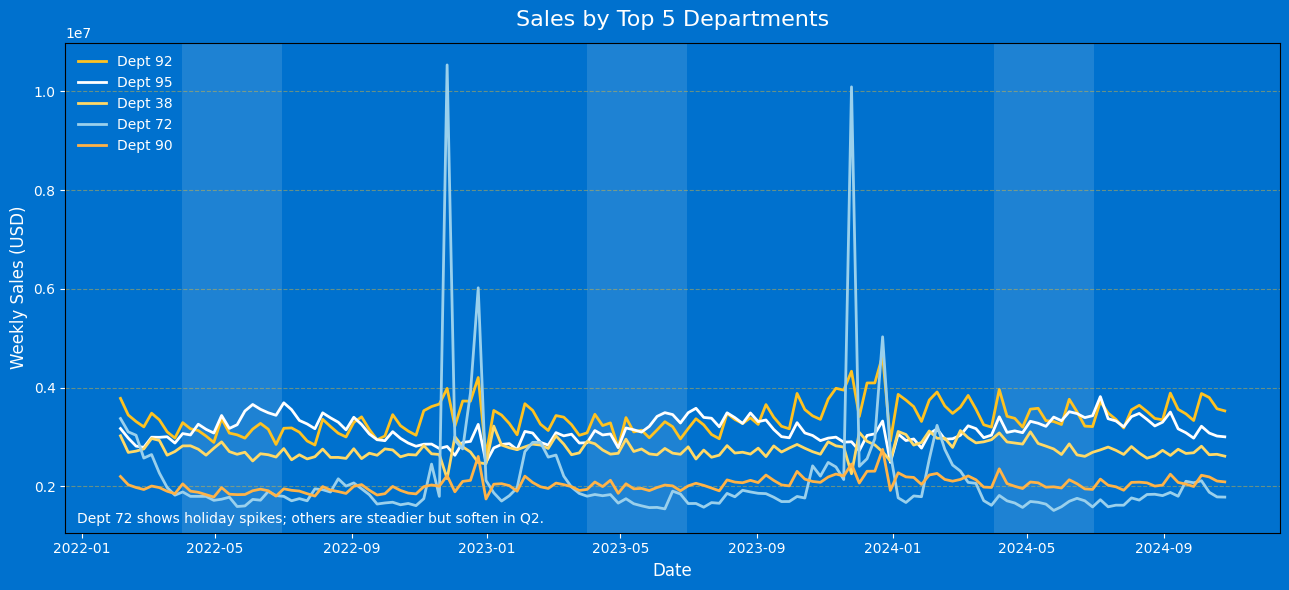 Sales by Top 5 Departments
1e7
Dept 92
Dept 95
Dept 38
Dept 72
Dept 90
1.0
0.8
0.6
0.4
0.2
Weekly Sales (USD)
Dept 72 shows holiday spikes; others are steadier but soften in Q2.
2022-01 2022-05 2022-09 2023-01 2023-05 2023-09 2024-01 2024-05 2024-09
Date